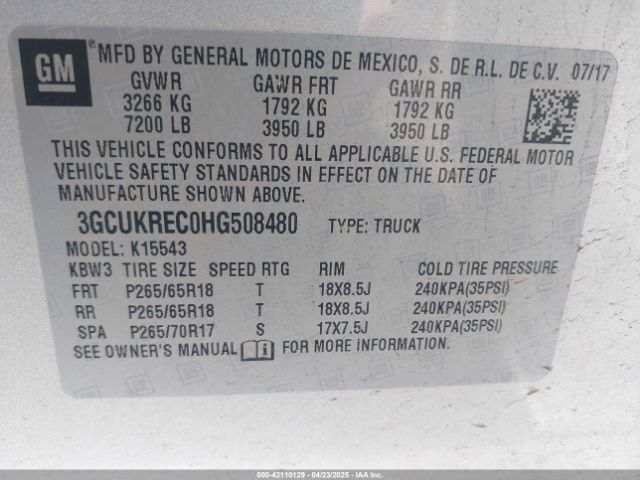 GM ® MFD BY GENERAL MOTORS DE MEXICO, S. DE R.L. DE C.V. 07/17
GVWR GAWR FRT GAWR RR
3266 KG 1792 KG 1792 KG
7200 LB 3950 LB 3950 LB
THIS VEHICLE CONFORMS TO ALL APPLICABLE U.S. FEDERAL MOTOR
VEHICLE SAFETY STANDARDS IN EFFECT ON THE DATE OF
MANUFACTURE SHOWN ABOVE.
3GCUKREC0HG508480 TYPE: TRUCK
MODEL: K15543
KBW3 TIRE SIZE SPEED RTG RIM COLD TIRE PRESSURE
FRT P265/65R18 T 18X8.5J 240KPA(35PSI)
RR P265/65R18 T 18X8.5J 240KPA(35PSI)
SPA P265/70R17 S 17X7.5J 240KPA(35PSI)
SEE OWNER'S MANUAL FOR MORE INFORMATION.
000-42110129 - 04/23/2025 - IAAI.COM